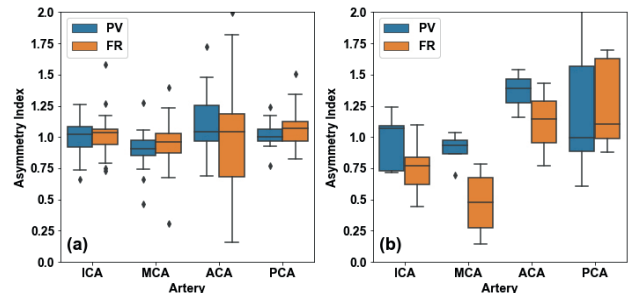 2.00
1.75
1.50
1.25
1.00
0.75
0.50
0.25
0.0
Asymmetry Index
PV
FR
(a)
ICA MCA ACA PCA
Artery
2.00
1.75
1.50
1.25
1.00
0.75
0.50
0.25
0.0
Asymmetry Index
PV
FR
(b)
ICA MCA ACA PCA
Artery